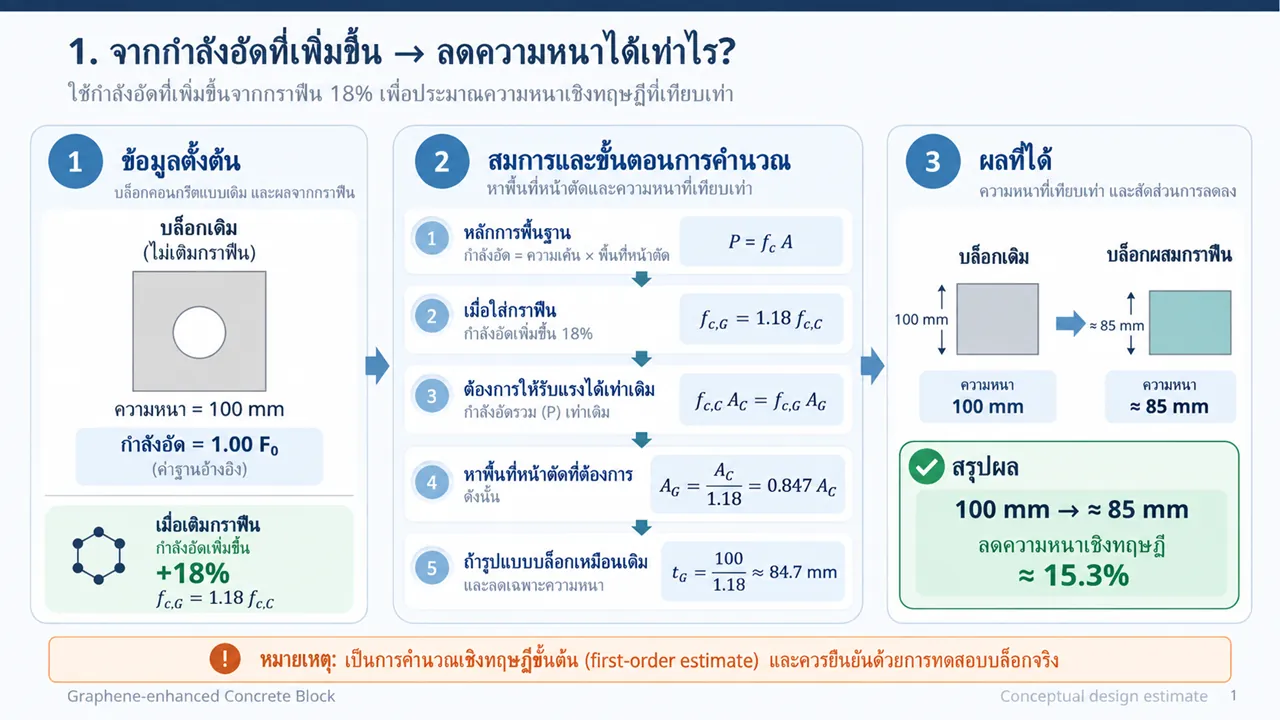 1. จากกำลังอัดที่เพิ่มขึ้น → ลดความหนาได้เท่าไร?
ใช้กำลังอัดที่เพิ่มขึ้นจากกราฟีน 18% เพื่อประมาณความหนาเชิงทฤษฎีที่เทียบเท่า
1
ข้อมูลตั้งต้น
บล็อกคอนกรีตแบบเดิม และผลจากกราฟีน
บล็อกเดิม
(ไม่เติมกราฟีน)
ความหนา = 100 mm
กำลังอัด = 1.00 F₀
(ค่าฐานอ้างอิง)
เมื่อเติมกราฟีน
กำลังอัดเพิ่มขึ้น
+18%
f_{c,G} = 1.18 f_{c,C}
2
สมการและขั้นตอนการคำนวณ
หาพื้นที่หน้าตัดและความหนาที่เทียบเท่า
1
หลักการพื้นฐาน
กำลังอัด = ความเค้น × พื้นที่หน้าตัด
P = f_c A
2
เมื่อใส่กราฟีน
กำลังอัดเพิ่มขึ้น 18%
f_{c,G} = 1.18 f_{c,C}
3
ต้องการให้รับแรงได้เท่าเดิม
กำลังอัดรวม (P) เท่าเดิม
f_{c,C} A_C = f_{c,G} A_G
4
หาพื้นที่หน้าตัดที่ต้องการ
ดังนั้น
A_G = A_C/1.18 = 0.847 A_C
5
ถ้ารูปแบบบล็อกเหมือนเดิม
และลดเฉพาะความหนา
t_G = 100/1.18 ≈ 84.7 mm
3
ผลที่ได้
ความหนาที่เทียบเท่า และสัดส่วนการลดลง
บล็อกเดิม
100 mm
ความหนา
100 mm
บล็อกผสมกราฟีน
≈ 85 mm
ความหนา
≈ 85 mm
สรุปผล
100 mm → ≈ 85 mm
ลดความหนาเชิงทฤษฎี
≈ 15.3%
! หมายเหตุ: เป็นการคำนวณเชิงทฤษฎีขั้นต้น (first-order estimate) และควรยืนยันด้วยการทดสอบบล็อกจริง
Graphene-enhanced Concrete Block
Conceptual design estimate 1